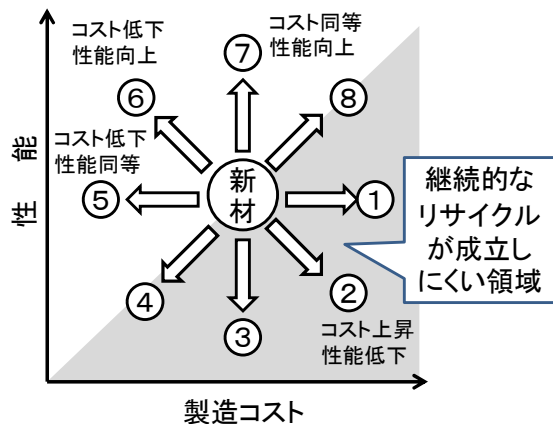 コスト低下
性能向上
⑦
コスト同等
性能向上
⑥
⑧
コスト低下
性能同等
新
材
⑤
①
継続的な
リサイクル
が成立し
にくい領域
④
③
②
コスト上昇
性能低下
性 能
製造コスト